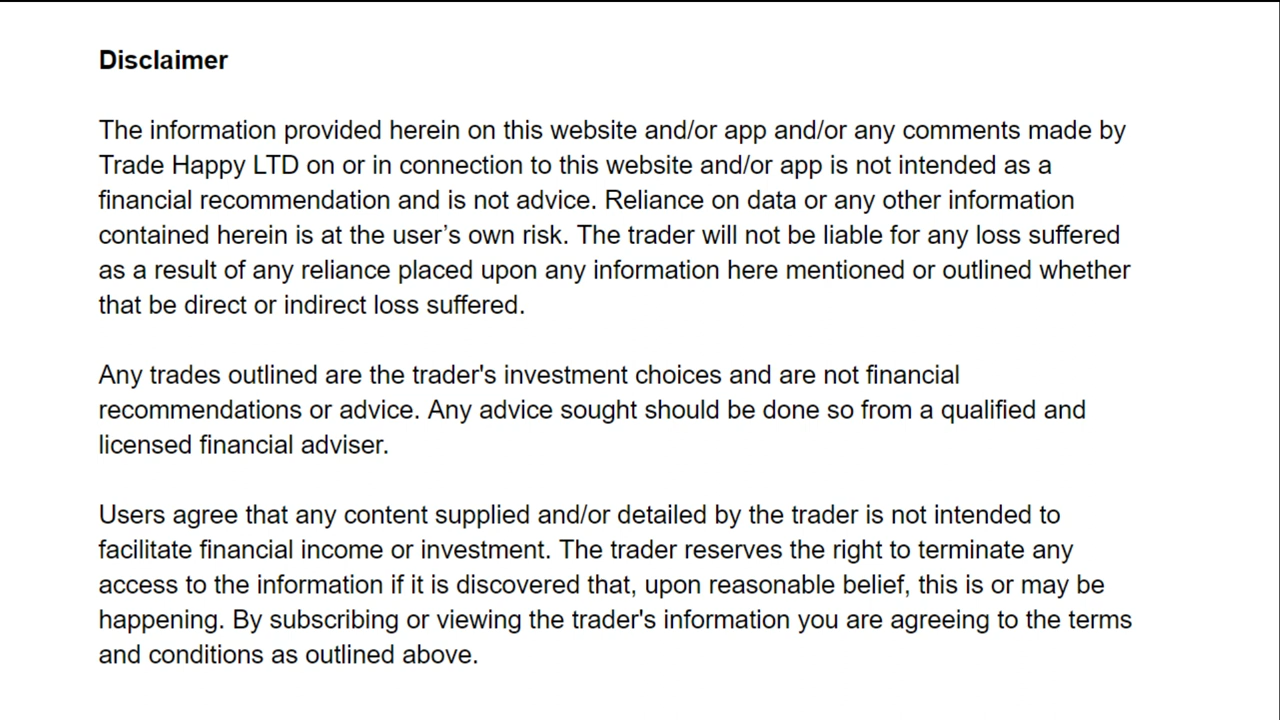 Disclaimer
The information provided herein on this website and/or app and/or any comments made by
Trade Happy LTD on or in connection to this website and/or app is not intended as a
financial recommendation and is not advice. Reliance on data or any other information
contained herein is at the user’s own risk. The trader will not be liable for any loss suffered
as a result of any reliance placed upon any information here mentioned or outlined whether
that be direct or indirect loss suffered.
Any trades outlined are the trader's investment choices and are not financial
recommendations or advice. Any advice sought should be done so from a qualified and
licensed financial adviser.
Users agree that any content supplied and/or detailed by the trader is not intended to
facilitate financial income or investment. The trader reserves the right to terminate any
access to the information if it is discovered that, upon reasonable belief, this is or may be
happening. By subscribing or viewing the trader's information you are agreeing to the terms
and conditions as outlined above.